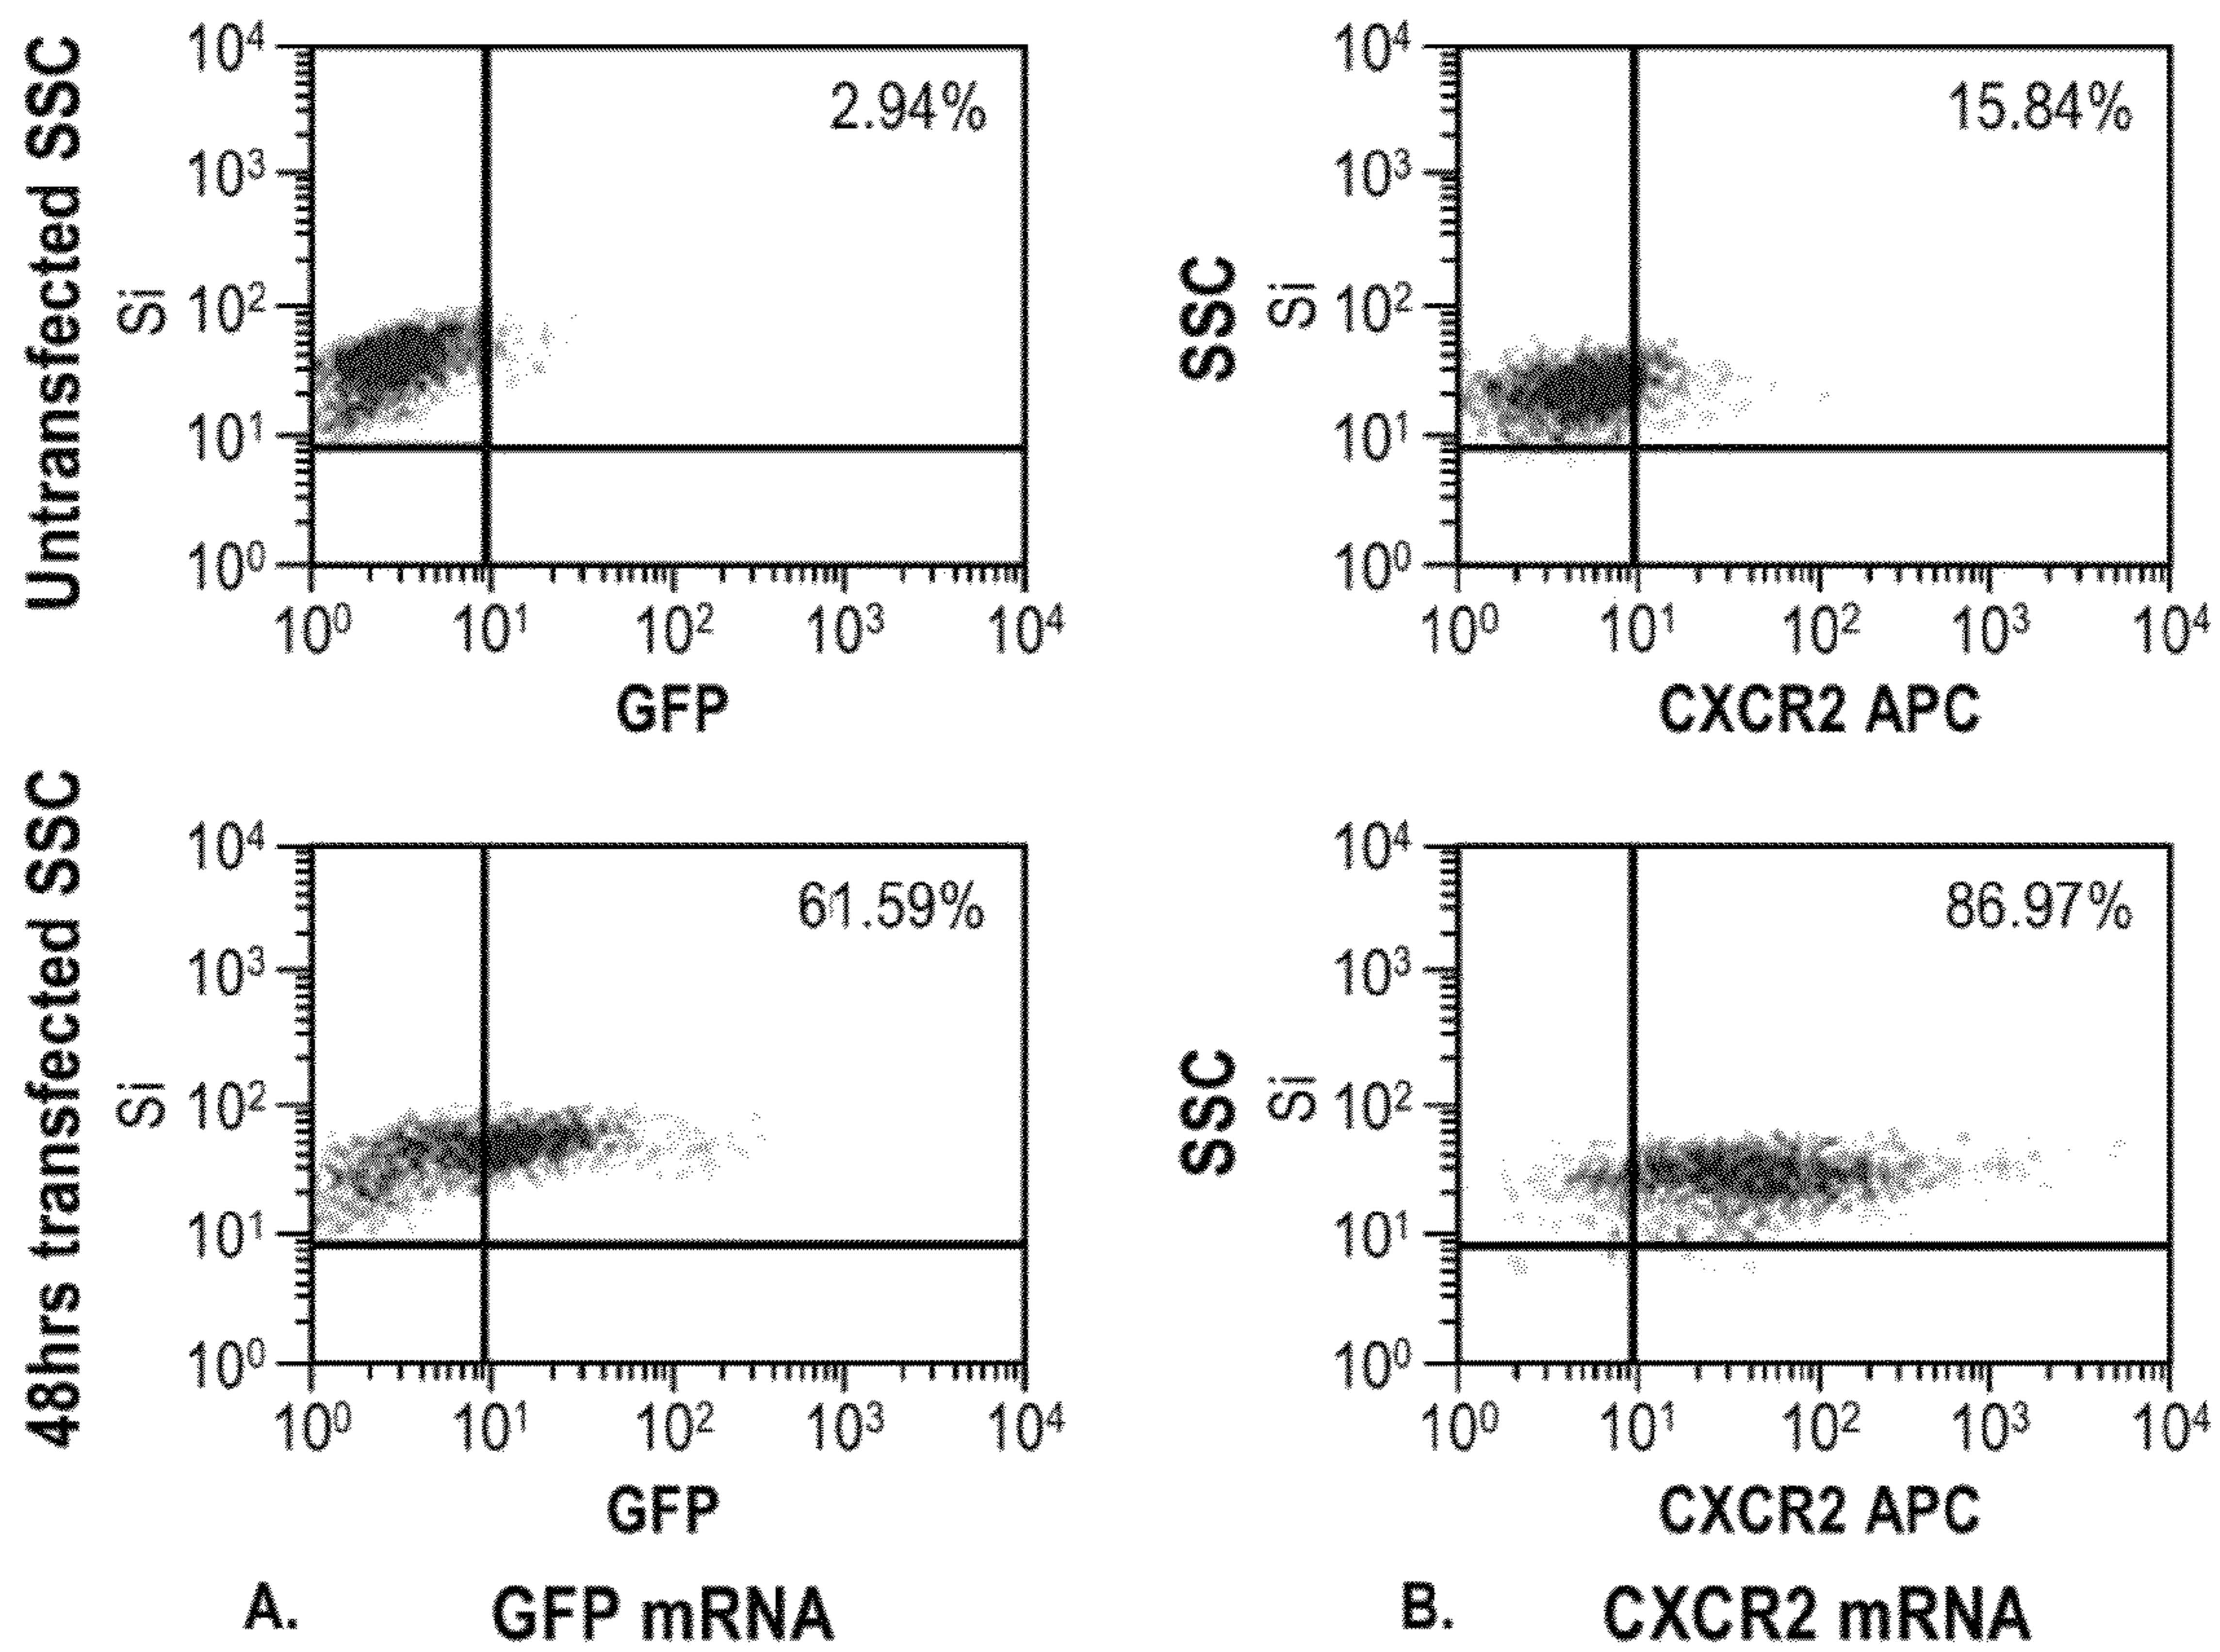 Untransfected SSC
Si
10⁴
10³
10²
10¹
10⁰
2.94%
10⁰ 10¹ 10² 10³ 10⁴
GFP
SSC
Si
10⁴
10³
10²
10¹
10⁰
15.84%
10⁰ 10¹ 10² 10³ 10⁴
CXCR2 APC
48hrs transfected SSC
Si
10⁴
10³
10²
10¹
10⁰
61.59%
10⁰ 10¹ 10² 10³ 10⁴
GFP
SSC
Si
10⁴
10³
10²
10¹
10⁰
86.97%
10⁰ 10¹ 10² 10³ 10⁴
CXCR2 APC
A. GFP mRNA
B. CXCR2 mRNA